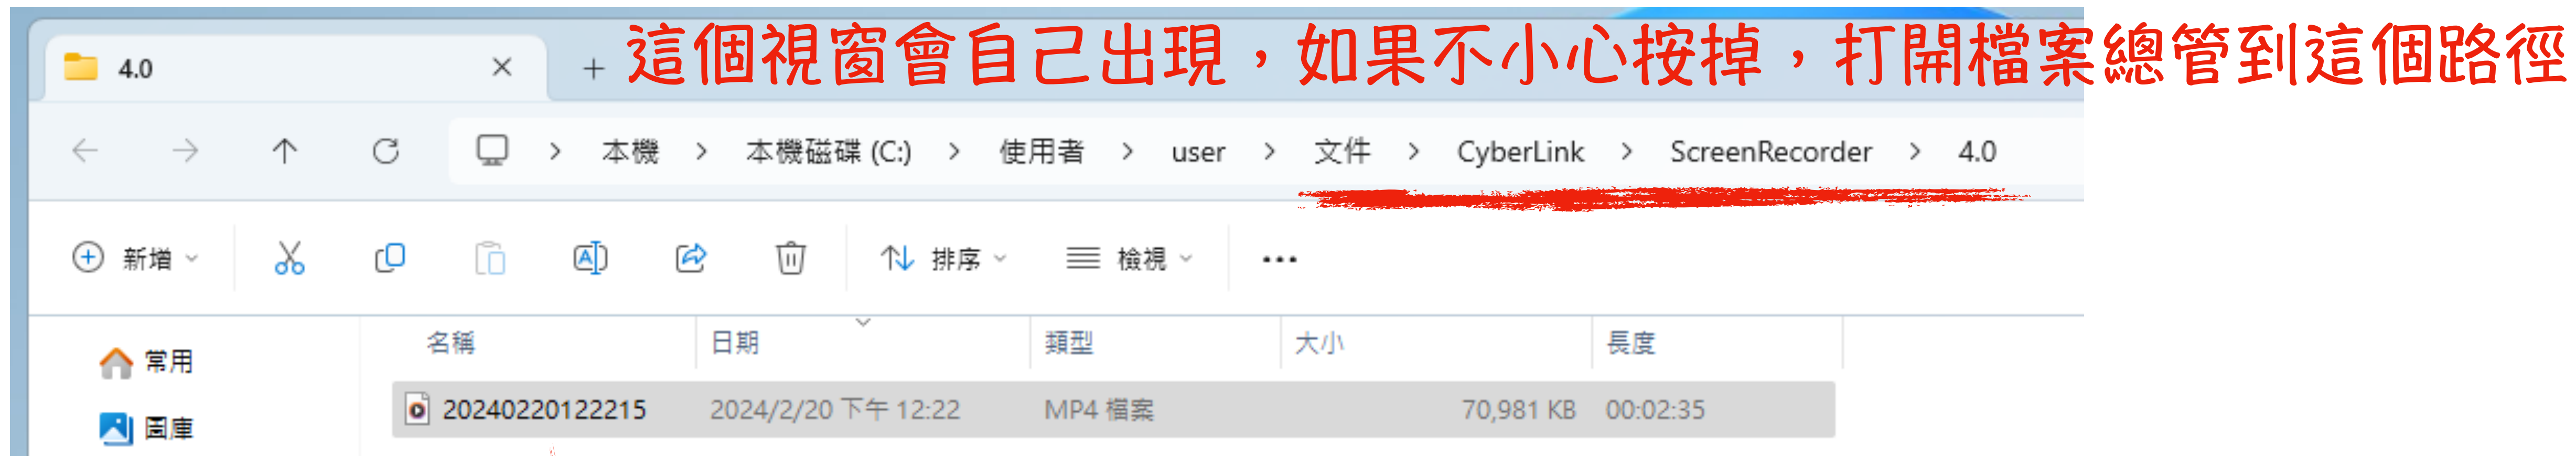 4.0
這個視窗會自己出現，如果不小心按掉，打開檔案總管到這個路徑
本機 > 本機磁碟 (C:) > 使用者 > user > 文件 > CyberLink > ScreenRecorder > 4.0
新增 排序 檢視
名稱 日期 類型 大小 長度
常用
20240220122215 2024/2/20 下午 12:22 MP4 檔案 70,981 KB 00:02:35
圖庫